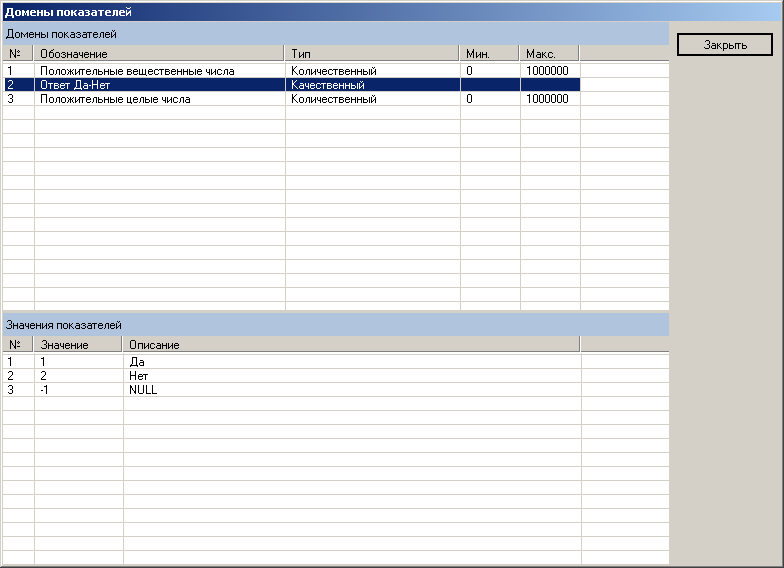 Домены показателей
Домены показателей
Закрыть
№ Обозначение Тип Мин. Макс.
1 Положительные вещественные числа Количественный 0 1000000
2 Ответ Да-Нет Качественный
3 Положительные целые числа Количественный 0 1000000
Значения показателей
№ Значение Описание
1 1 Да
2 2 Нет
3 -1 NULL